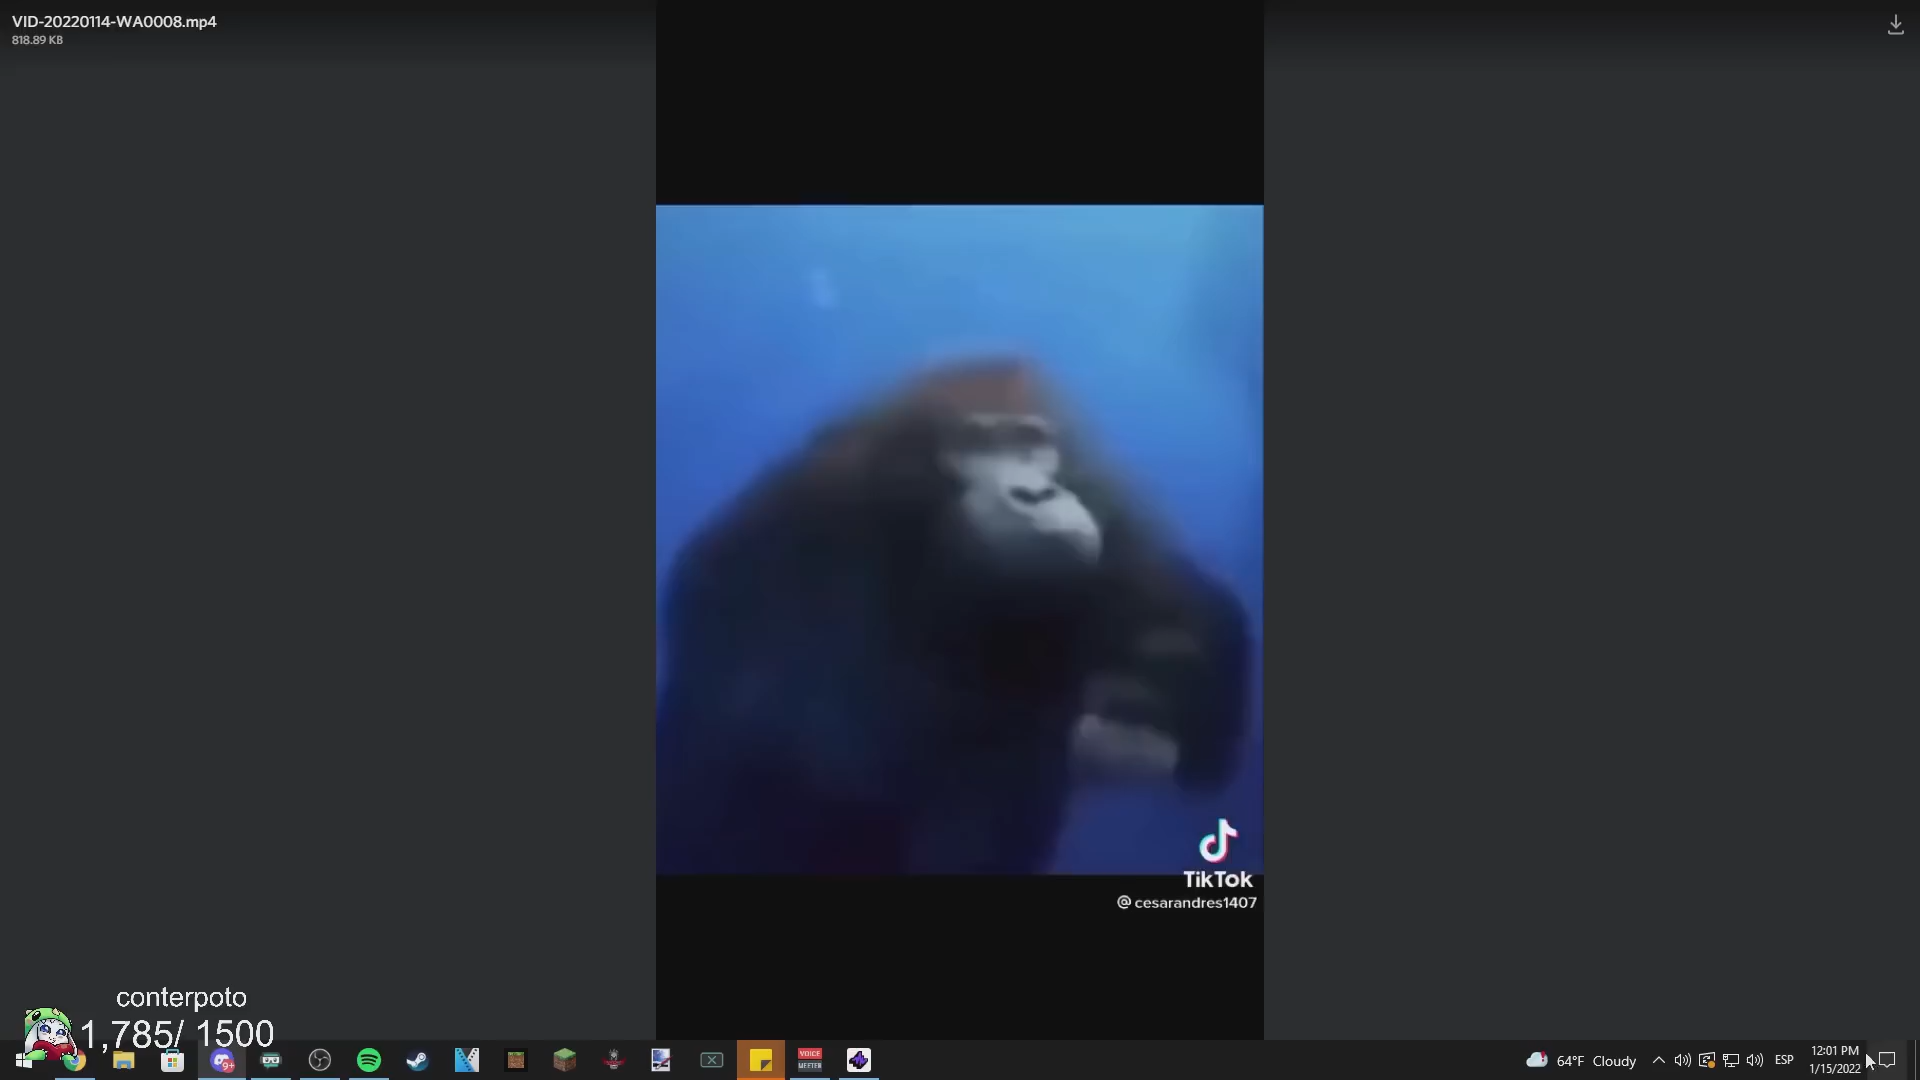 VID-20220114-WA0008.mp4
818.89 KB
TikTok
@cesarandres1407
conterpoto
1,785/ 1500
9+
VOICE
MEETER
64°F Cloudy
ESP
12:01 PM
1/15/2022